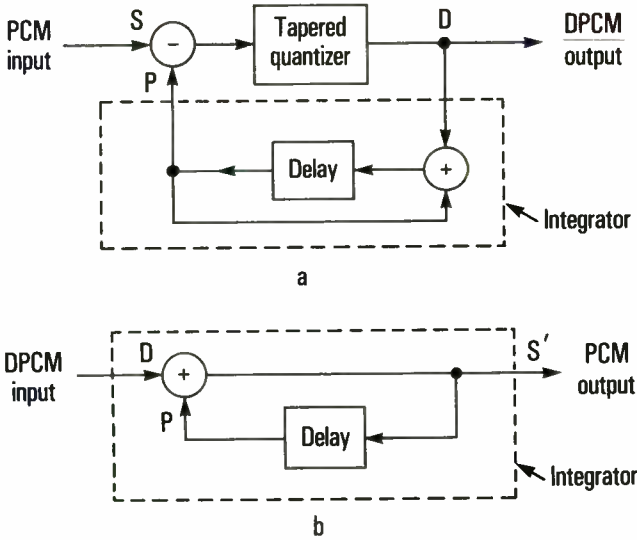 PCM
input
S
−
Tapered
quantizer
D
DPCM
output
P
Delay
+
Integrator
a
DPCM
input
D
+
S′
PCM
output
P
Delay
Integrator
b